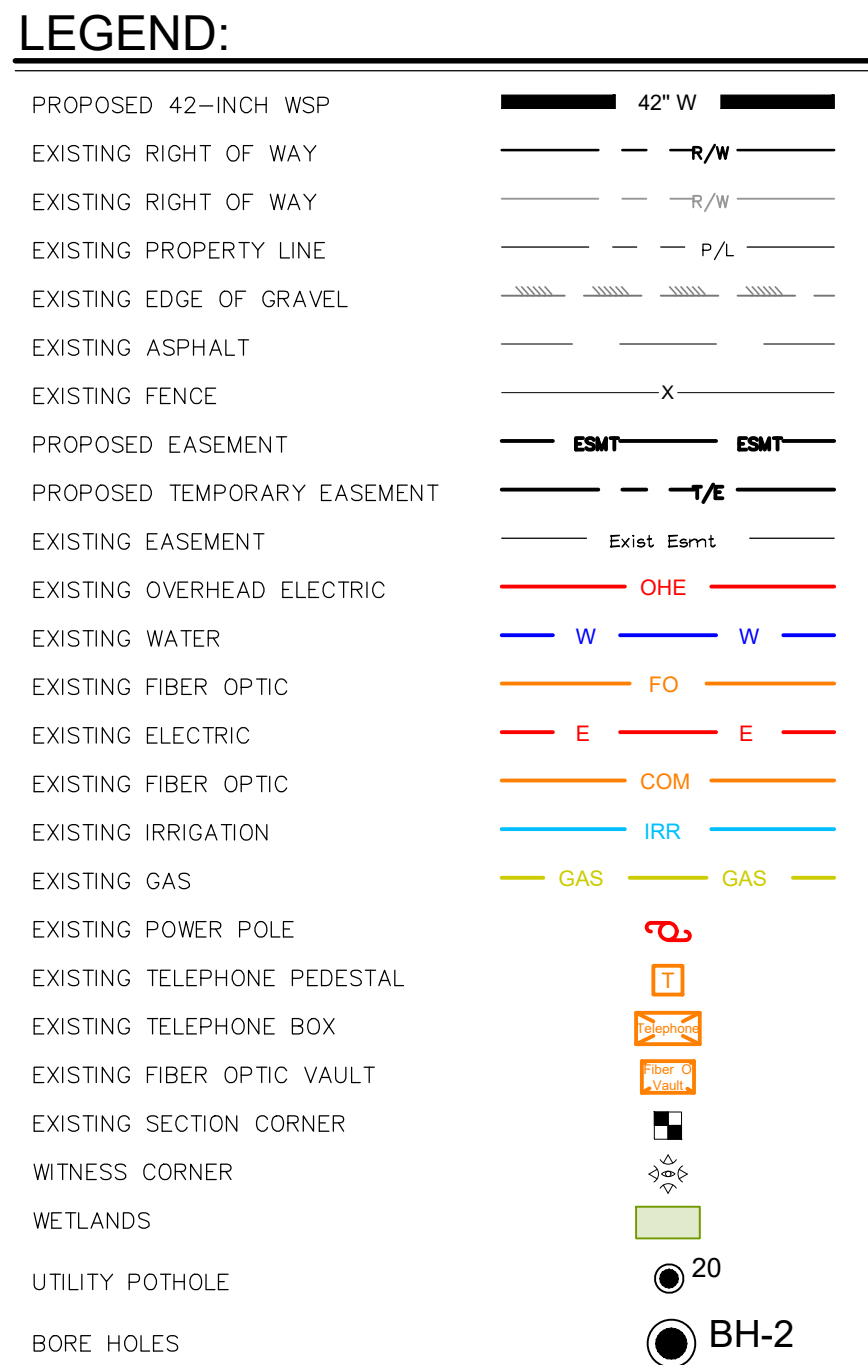 LEGEND:
PROPOSED 42-INCH WSP 42" W
EXISTING RIGHT OF WAY R/W
EXISTING RIGHT OF WAY R/W
EXISTING PROPERTY LINE P/L
EXISTING EDGE OF GRAVEL
EXISTING ASPHALT
EXISTING FENCE X
PROPOSED EASEMENT ESMT ESMT
PROPOSED TEMPORARY EASEMENT T/E
EXISTING EASEMENT Exist Esmt
EXISTING OVERHEAD ELECTRIC OHE
EXISTING WATER W W
EXISTING FIBER OPTIC FO
EXISTING ELECTRIC E E
EXISTING FIBER OPTIC COM
EXISTING IRRIGATION IRR
EXISTING GAS GAS GAS
EXISTING POWER POLE
EXISTING TELEPHONE PEDESTAL T
EXISTING TELEPHONE BOX Telephone
EXISTING FIBER OPTIC VAULT Fiber O
Vault
EXISTING SECTION CORNER
WITNESS CORNER
WETLANDS
UTILITY POTHOLE 20
BORE HOLES BH-2